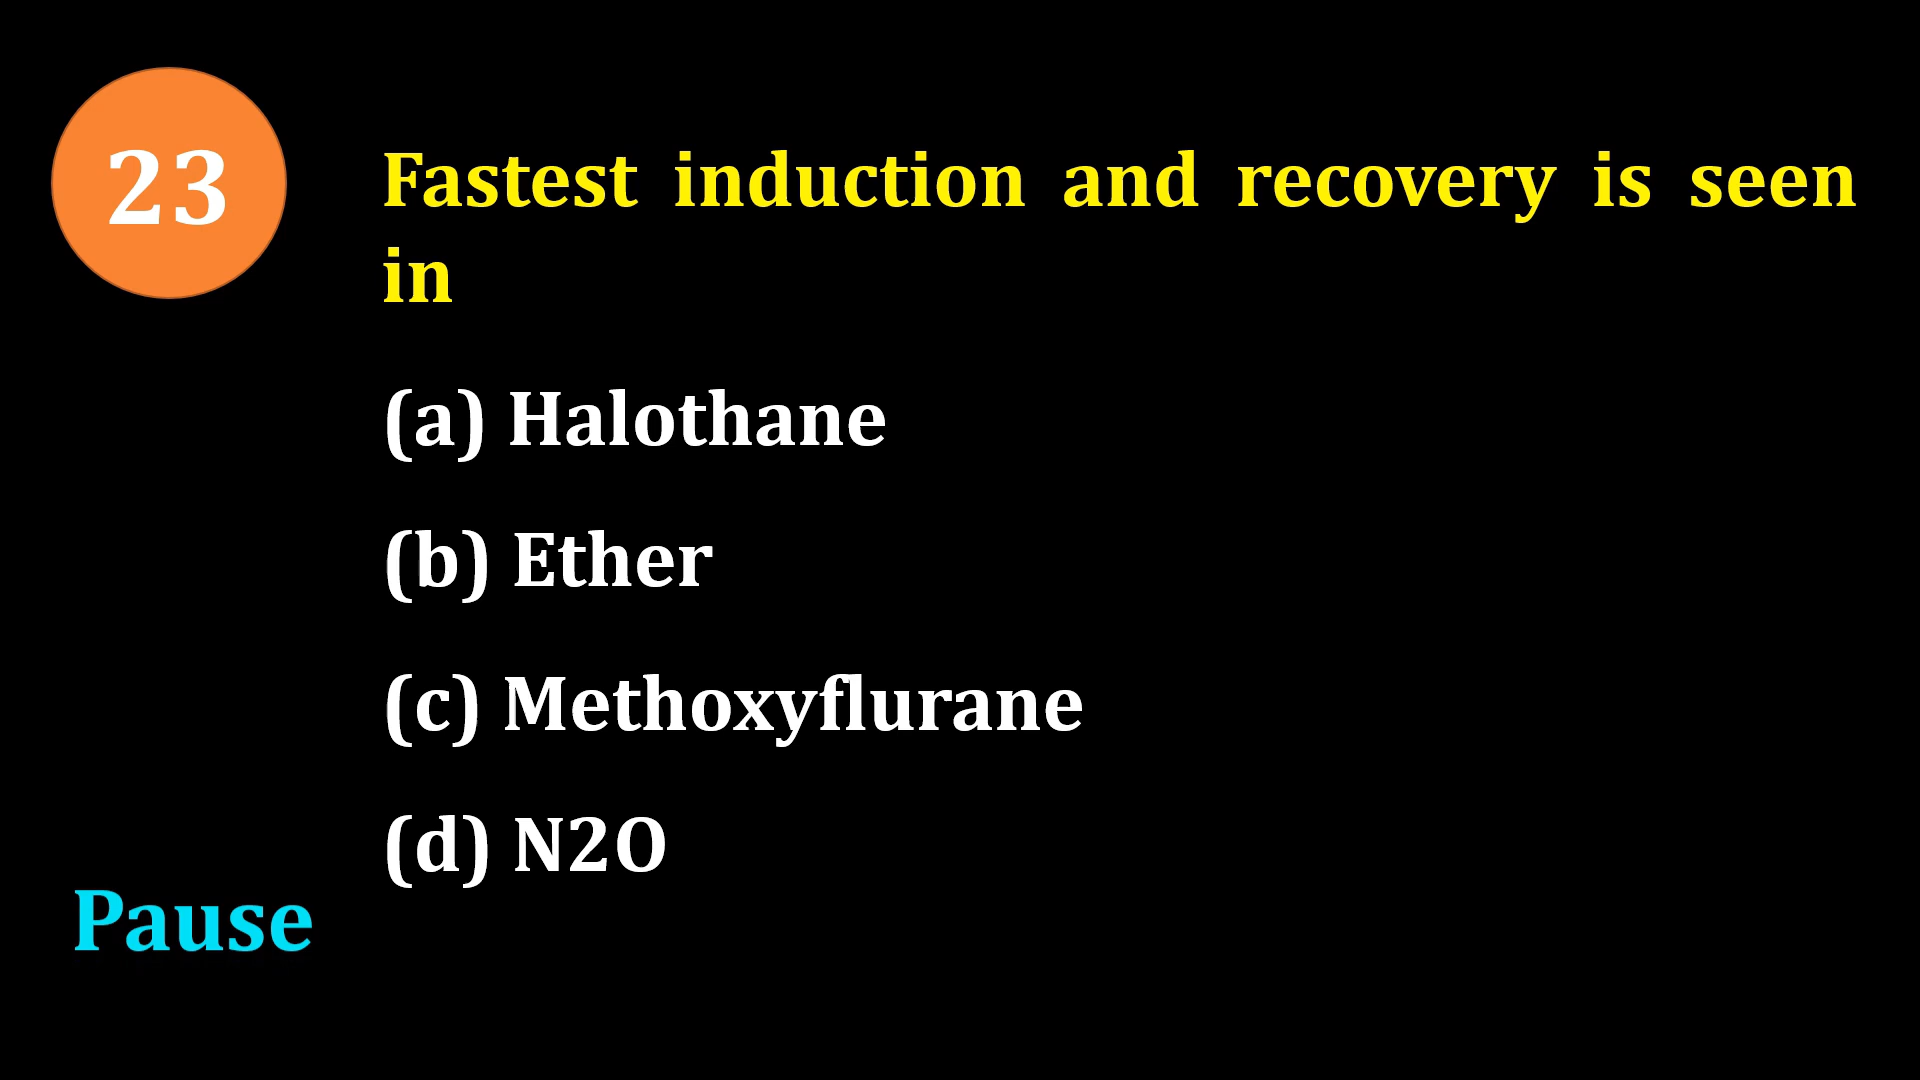 23
Fastest induction and recovery is seen
in
(a) Halothane
(b) Ether
(c) Methoxyflurane
(d) N2O
Pause